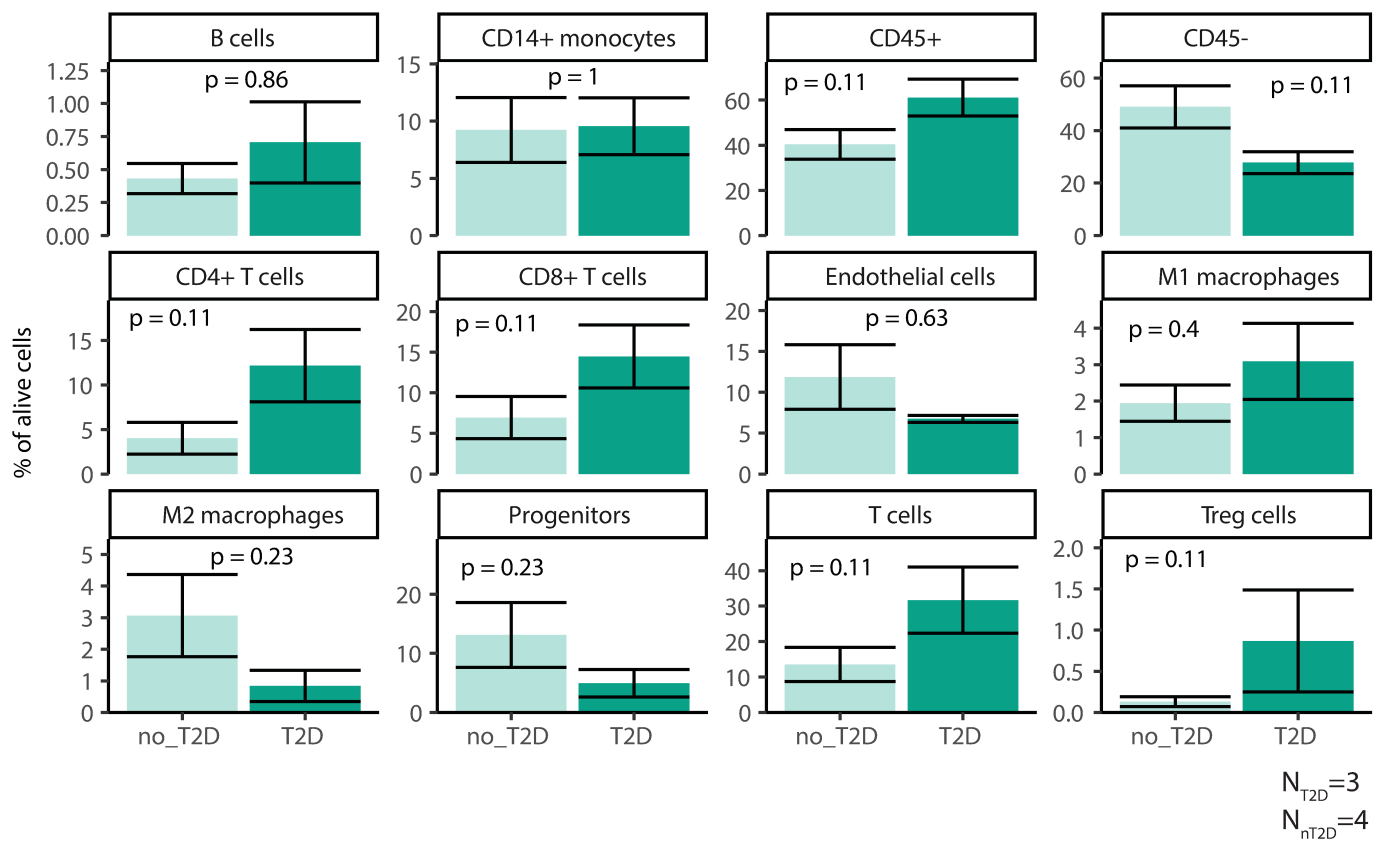 B cells
CD14+ monocytes
CD45+
CD45-
p = 0.86
p = 1
p = 0.11
p = 0.11
1.25
1.00
0.75
0.50
0.25
0.00
15
10
5
0
60
40
20
0
60
40
20
0
CD4+ T cells
CD8+ T cells
Endothelial cells
M1 macrophages
p = 0.11
p = 0.11
p = 0.63
p = 0.4
15
10
5
0
20
15
10
5
0
20
15
10
5
0
4
3
2
1
0
% of alive cells
M2 macrophages
Progenitors
T cells
Treg cells
p = 0.23
p = 0.23
p = 0.11
p = 0.11
5
4
3
2
1
0
20
10
0
40
30
20
10
0
2.0
1.5
1.0
0.5
0.0
no_T2D T2D
no_T2D T2D
no_T2D T2D
no_T2D T2D
NT2D=3
NnT2D=4